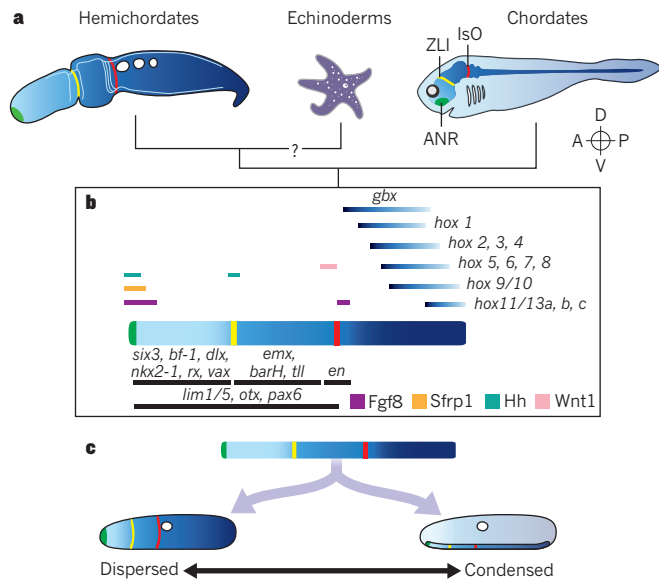 a
Hemichordates
Echinoderms
Chordates
ZLI
IsO
ANR
D
A P
V
?
b
gbx
hox 1
hox 2, 3, 4
hox 5, 6, 7, 8
hox 9/10
hox11/13a, b, c
six3, bf-1, dlx,
nkx2-1, rx, vax
emx,
barH, tll
en
lim1/5, otx, pax6
Fgf8 Sfrp1 Hh Wnt1
c
Dispersed
Condensed